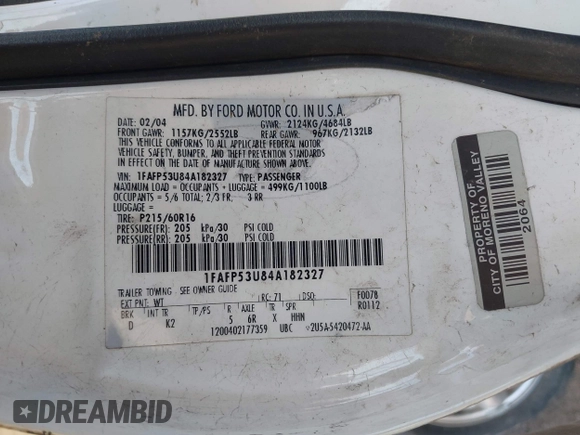 MFD. BY FORD MOTOR CO. IN U.S.A.
DATE: 02/04 GVWR: 2124KG/4684LB
FRONT GAWR: 1157KG/2552LB REAR GAWR: 967KG/2132LB
THIS VEHICLE CONFORMS TO ALL APPLICABLE FEDERAL MOTOR
VEHICLE SAFETY, BUMPER, AND THEFT PREVENTION STANDARDS
IN EFFECT ON THE DATE OF MANUFACTURE SHOWN ABOVE.
VIN: 1FAFP53U84A182327 TYPE: PASSENGER
MAXIMUM LOAD = OCCUPANTS + LUGGAGE = 499KG/1100LB
OCCUPANTS = 5/6 TOTAL; 2/3 FR. 3 RR
LUGGAGE =
TIRE: P215/60R16
PRESSURE(FR): 205 kPa/30 PSI COLD
PRESSURE(RR): 205 kPa/30 PSI COLD
1FAFP53U84A182327
TRAILER TOWING - SEE OWNER GUIDE
EXT PNT: WT RC: 71 DSO: F0078
R0112
BRK INT TR TP/PS R AXLE TR SPR
D K2 5 6R X HHN
1200402177359 UBC 2U5A-5420472-AA
PROPERTY OF
CITY OF MORENO VALLEY
2064
DREAMBID